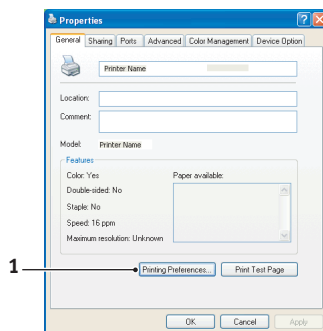 Properties
General Sharing Ports Advanced Color Management Device Option
Printer Name
Location:
Comment:
Model: Printer Name
Features
Color: Yes
Paper available:
Double-sided: No
Staple: No
Speed: 16 ppm
Maximum resolution: Unknown
1
Printing Preferences... Print Test Page
OK Cancel Apply